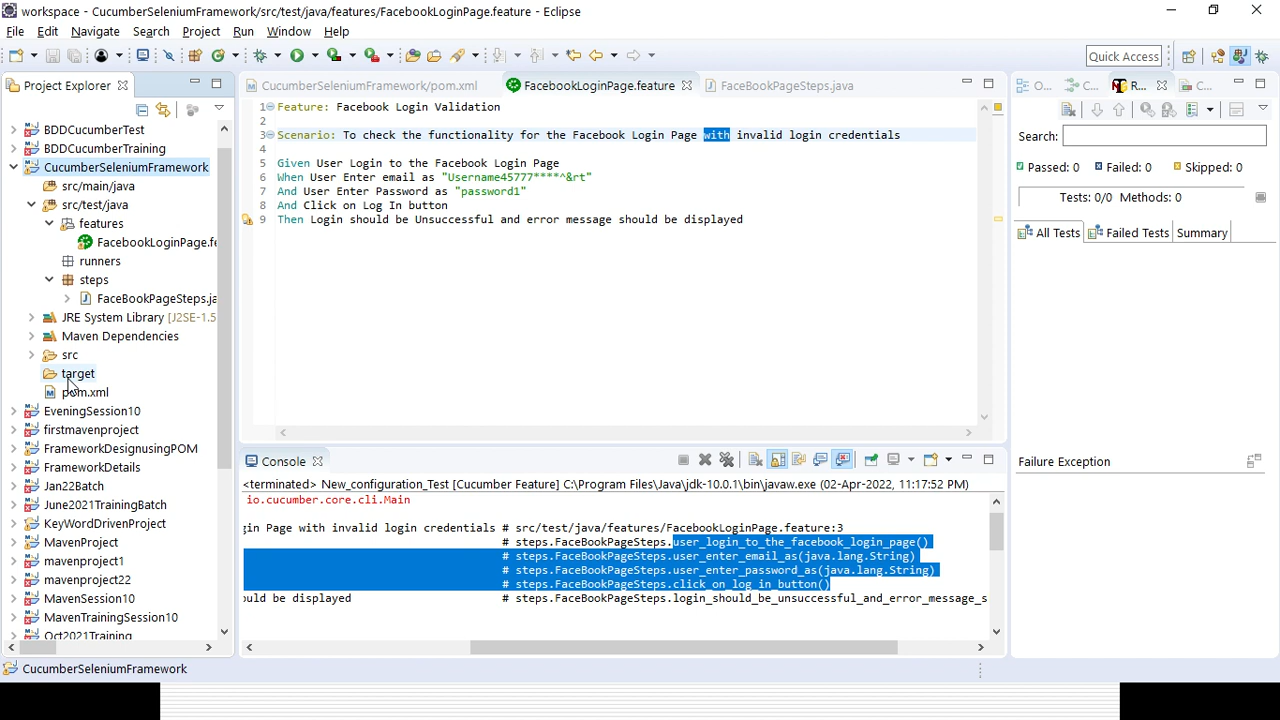 workspace - CucumberSeleniumFramework/src/test/java/features/FacebookLoginPage.feature - Eclipse
File Edit Navigate Search Project Run Window Help
Quick Access
Project Explorer
BDDCucumberTest
BDDCucumberTraining
CucumberSeleniumFramework
src/main/java
src/test/java
features
FacebookLoginPage.fe
runners
steps
FaceBookPageSteps.ja
JRE System Library [J2SE-1.5
Maven Dependencies
src
target
pom.xml
EveningSession10
firstmavenproject
FrameworkDesignusingPOM
FrameworkDetails
Jan22Batch
June2021TrainingBatch
KeyWordDrivenProject
MavenProject
mavenproject1
mavenproject22
MavenSession10
MavenTrainingSession10
Oct2021Training
CucumberSeleniumFramework/pom.xml FacebookLoginPage.feature FaceBookPageSteps.java
1 Feature: Facebook Login Validation
2
3 Scenario: To check the functionality for the Facebook Login Page with invalid login credentials
4
5 Given User Login to the Facebook Login Page
6 When User Enter email as "Username45777****^&rt"
7 And User Enter Password as "password1"
8 And Click on Log In button
9 Then Login should be Unsuccessful and error message should be displayed
Console
<terminated> New_configuration_Test [Cucumber Feature] C:\Program Files\Java\jdk-10.0.1\bin\javaw.exe (02-Apr-2022, 11:17:52 PM)
io.cucumber.core.cli.Main
gin Page with invalid login credentials # src/test/java/features/FacebookLoginPage.feature:3
# steps.FaceBookPageSteps.user_login_to_the_facebook_login_page()
# steps.FaceBookPageSteps.user_enter_email_as(java.lang.String)
# steps.FaceBookPageSteps.user_enter_password_as(java.lang.String)
# steps.FaceBookPageSteps.click_on_log_in_button()
ould be displayed # steps.FaceBookPageSteps.login_should_be_unsuccessful_and_error_message_s
O... C... R... C...
Search:
Passed: 0 Failed: 0 Skipped: 0
Tests: 0/0 Methods: 0
All Tests Failed Tests Summary
Failure Exception
CucumberSeleniumFramework